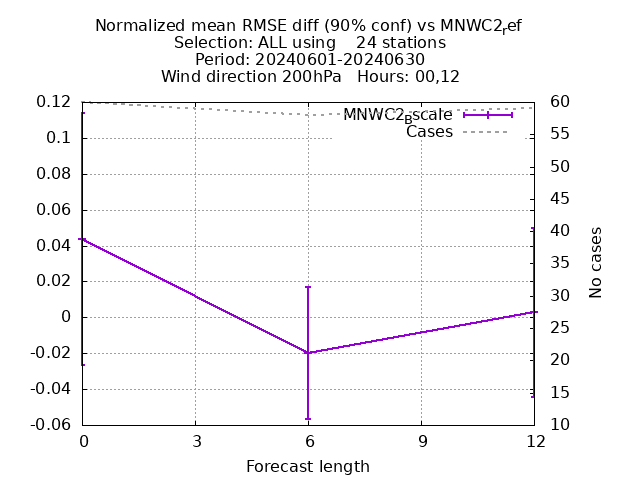 Normalized mean RMSE diff (90% conf) vs MNWC2ref
Selection: ALL using    24 stations
Period: 20240601-20240630
Wind direction 200hPa   Hours: 00,12
MNWC2Bscale
Cases
0.12
0.1
0.08
0.06
0.04
0.02
0
-0.02
-0.04
-0.06
60
55
50
45
40
35
30
25
20
15
10
No cases
0 3 6 9 12
Forecast length